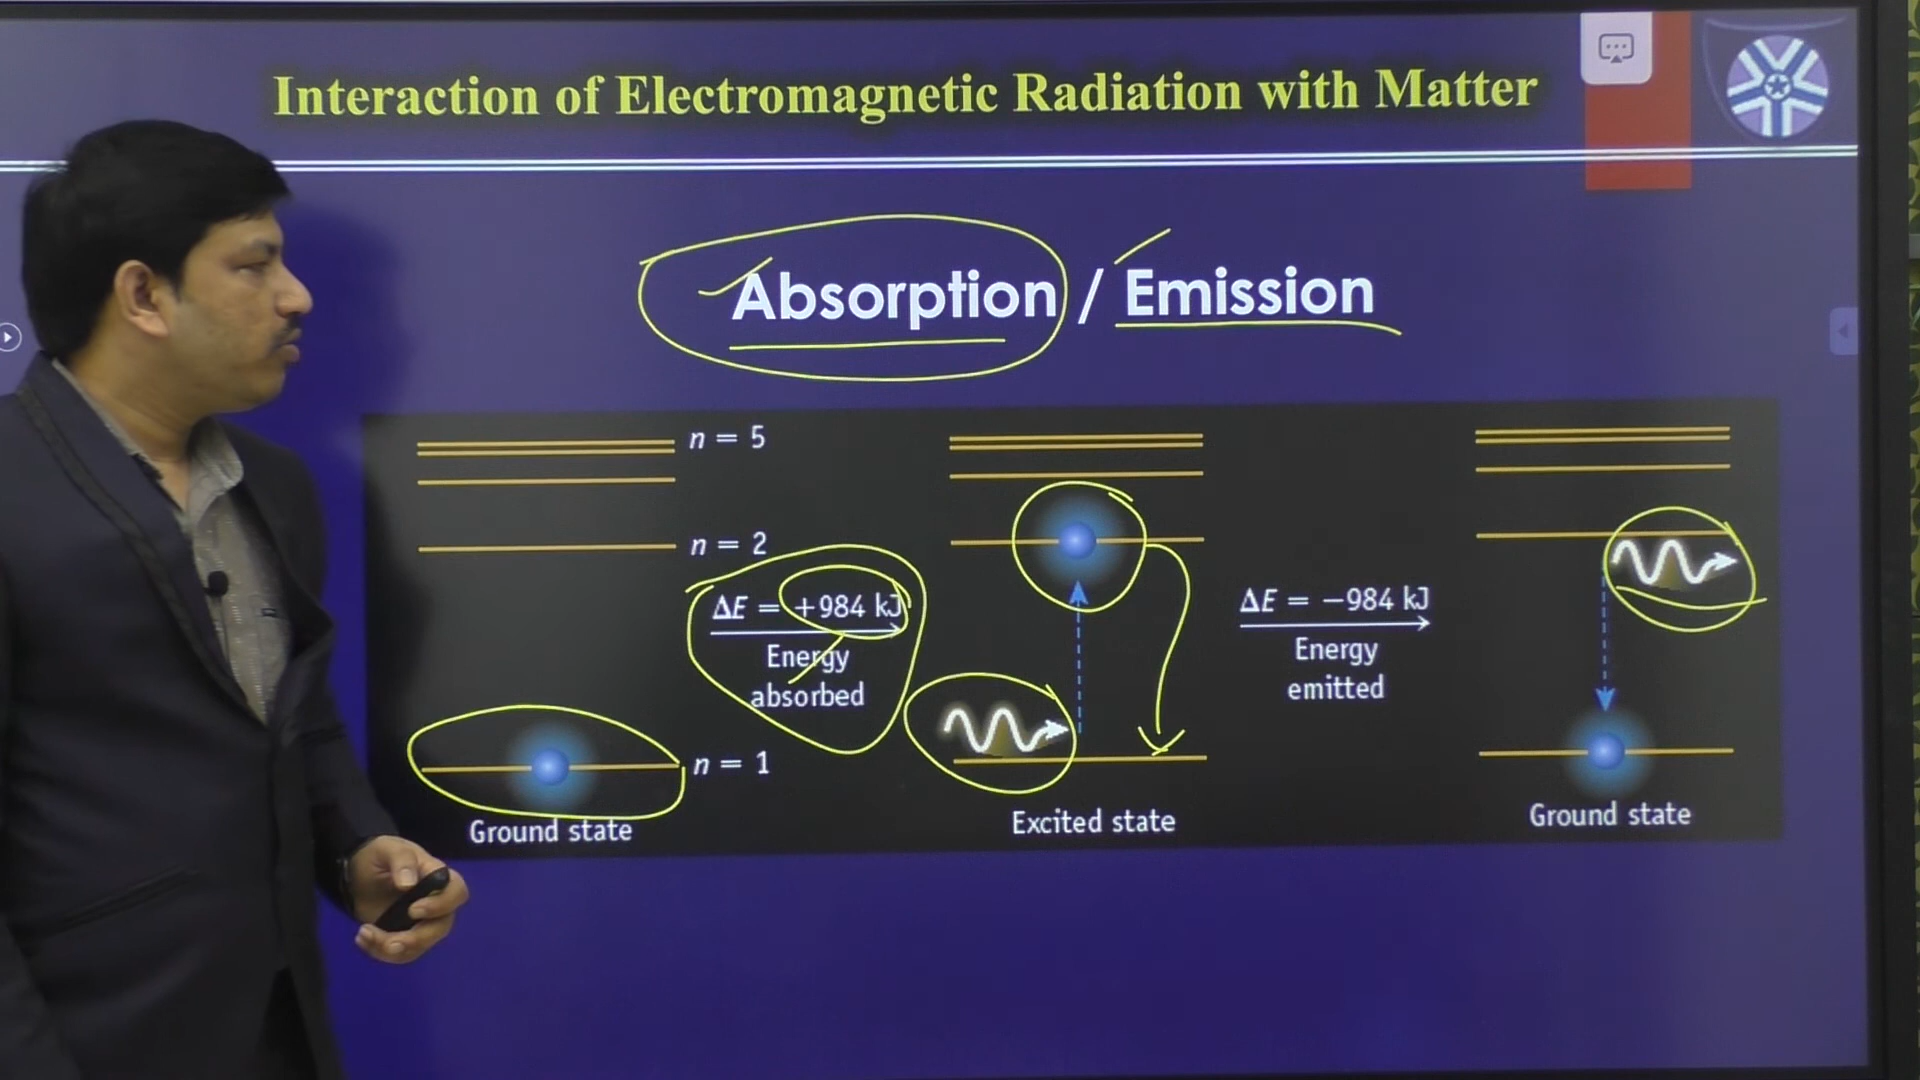 Interaction of Electromagnetic Radiation with Matter
Absorption / Emission
n = 5
n = 2
ΔE = +984 kJ
Energy
absorbed
n = 1
Ground state
Excited state
ΔE = −984 kJ
Energy
emitted
Ground state